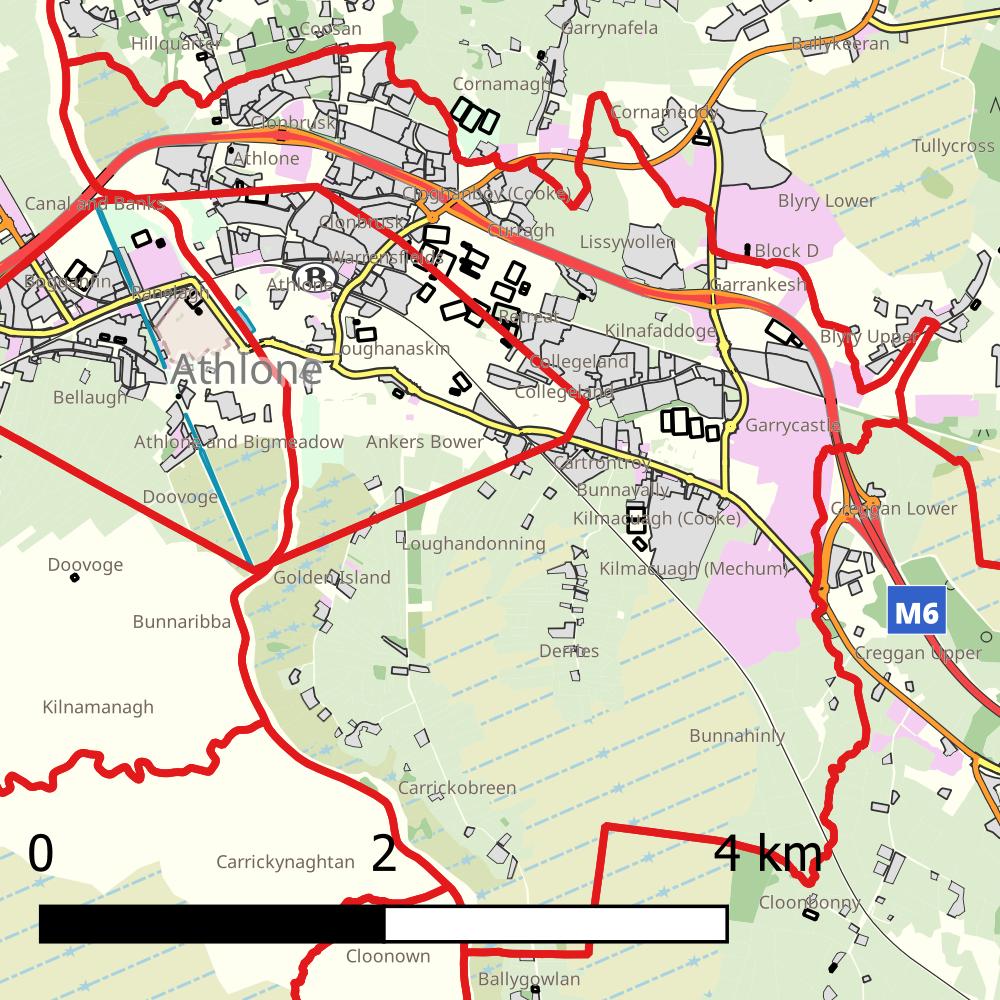 Coosan
Garrynafela
Hillquarter
Ballykeeran
Cornamagh
Cornamaddy
Clonbrusk
Tullycross
Athlone
Cloghanboy (Cooke)
Blyry Lower
Canal and Banks
Clonbrusk
Curragh
Lissywollen
Block D
Warrensfields
B
Bogganfin
Ranelagh
Athlone
Garrankesh
Retreat
Kilnafaddoge
Blyry Upper
Loughanaskin
Collegeland
Athlone
Bellaugh
Collegeland
Garrycastle
Athlone and Bigmeadow
Ankers Bower
Cartrontroy
Bunnavally
Doovoge
Creggan Lower
Kilmacuagh (Cooke)
Loughandonning
Doovoge
Golden Island
Kilmacuagh (Mechum)
M6
Bunnaribba
Derries
Creggan Upper
Kilnamanagh
Bunnahinly
Carrickobreen
0
2
4 km
Carrickynaghtan
Cloonbonny
Cloonown
Ballygowlan